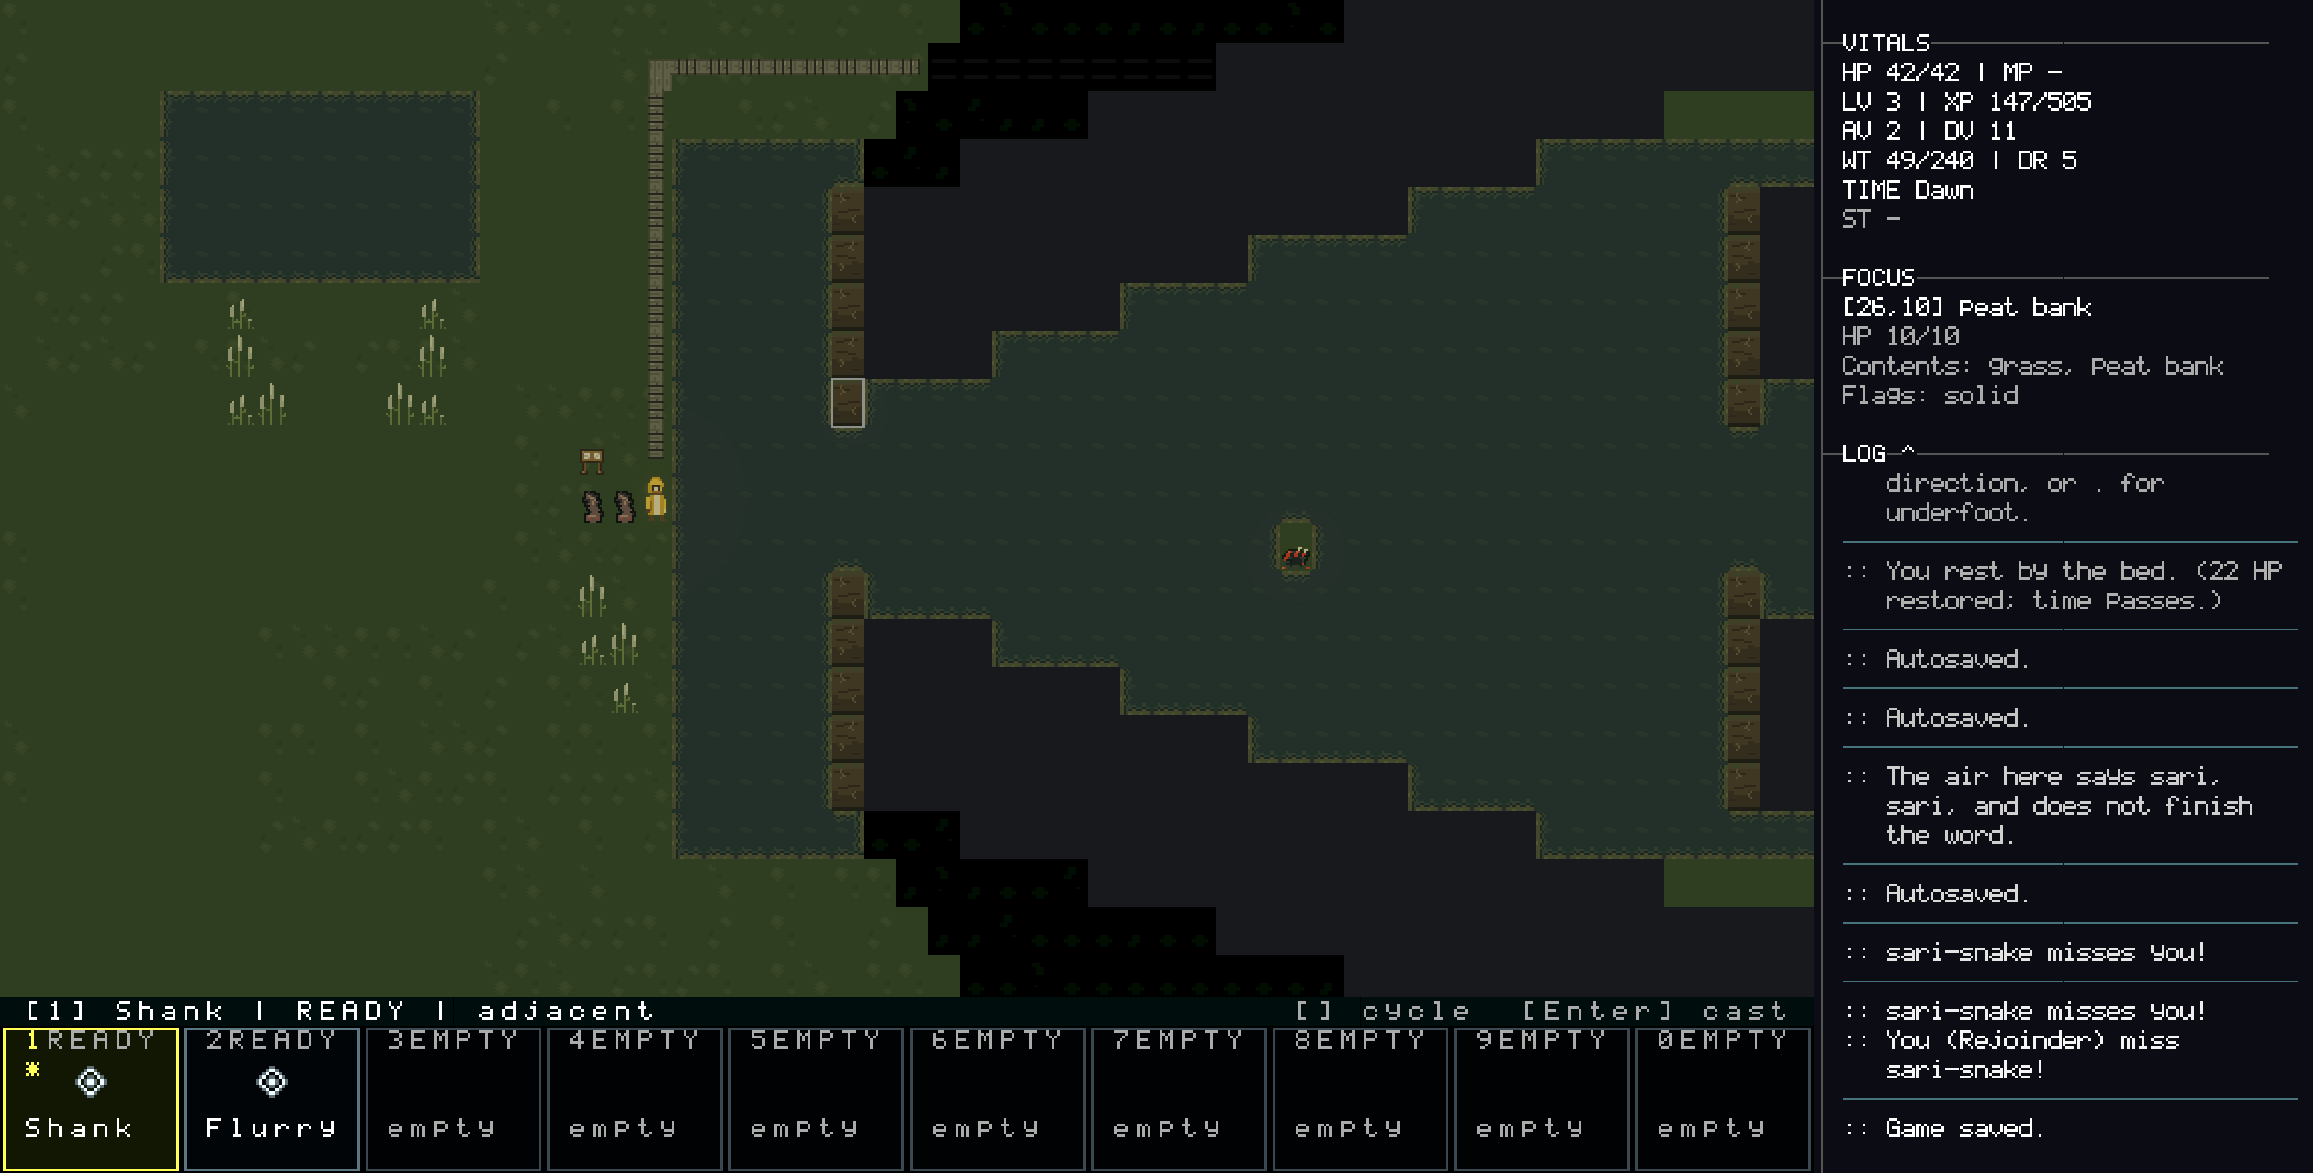 VITALS
HP 42/42 | MP -
LV 3 | XP 147/505
AV 2 | DV 11
WT 49/240 | DR 5
TIME Dawn
ST -
FOCUS
[26,10] Peat bank
HP 10/10
Contents: grass, Peat bank
Flags: solid
LOG ^
direction, or . for
underfoot.
:: You rest by the bed. (22 HP
restored; time passes.)
:: Autosaved.
:: Autosaved.
:: The air here says sari,
sari, and does not finish
the word.
:: Autosaved.
:: sari-snake misses you!
:: sari-snake misses you!
:: You (Rejoinder) miss
sari-snake!
:: Game saved.
[1] Shank | READY | adjacent [] cycle [Enter] cast
1READY 2READY 3EMPTY 4EMPTY 5EMPTY 6EMPTY 7EMPTY 8EMPTY 9EMPTY 0EMPTY
Shank Flurry empty empty empty empty empty empty empty empty